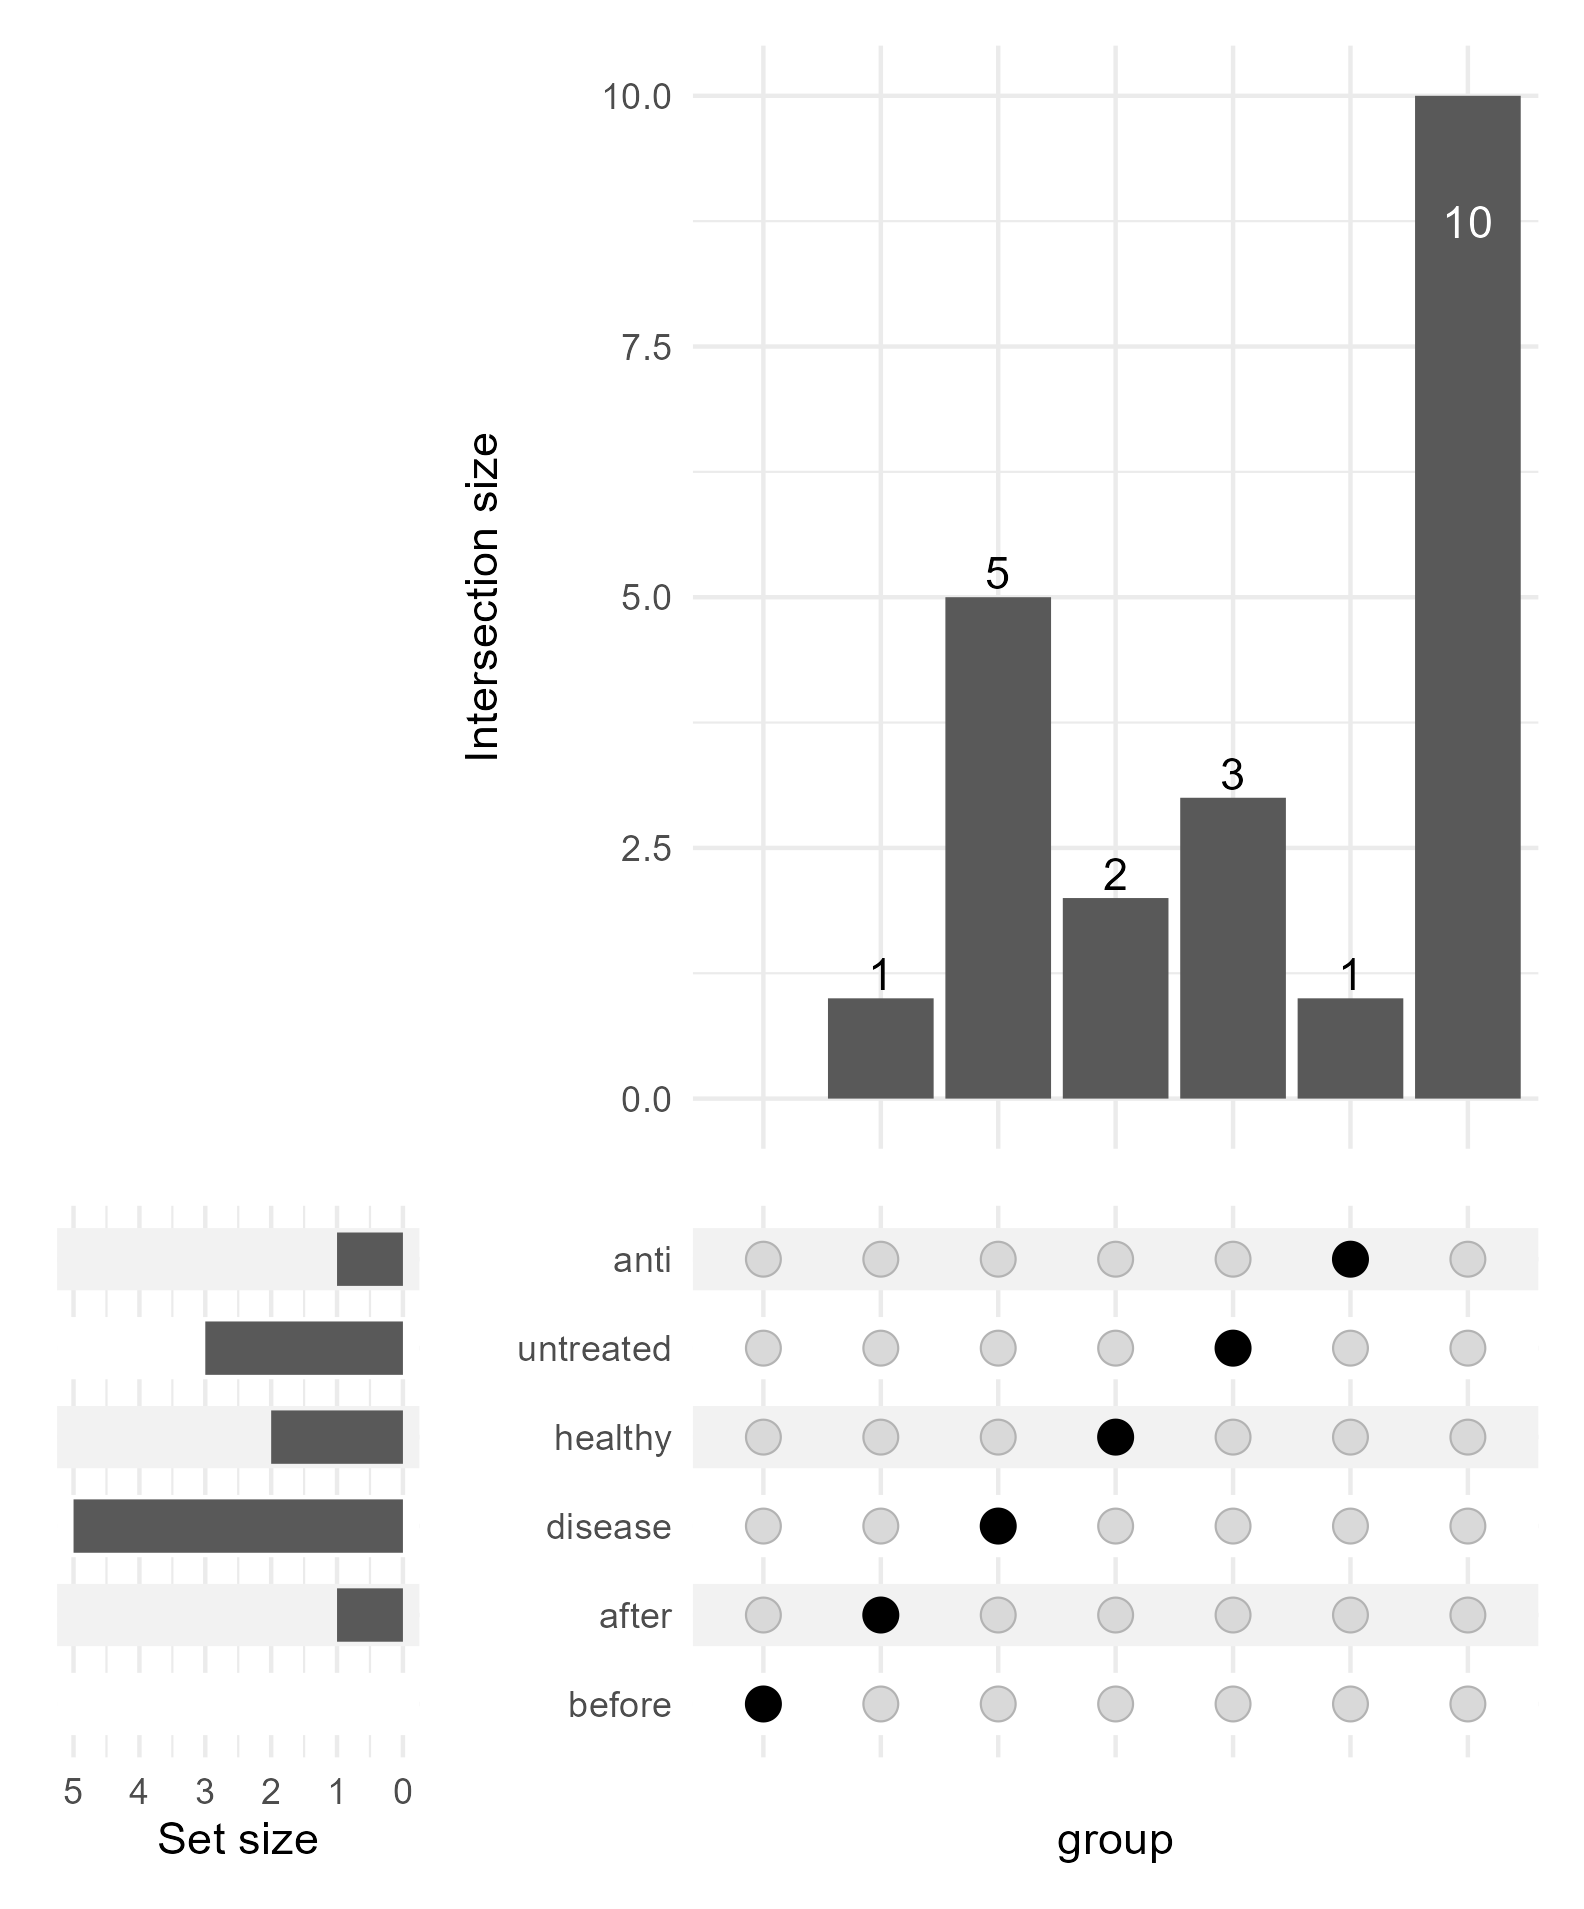 10.0
10
7.5
5.0
5
Intersection size
3
2.5
2
1
1
0.0
anti
untreated
healthy
disease
after
before
5 4 3 2 1 0
Set size
group